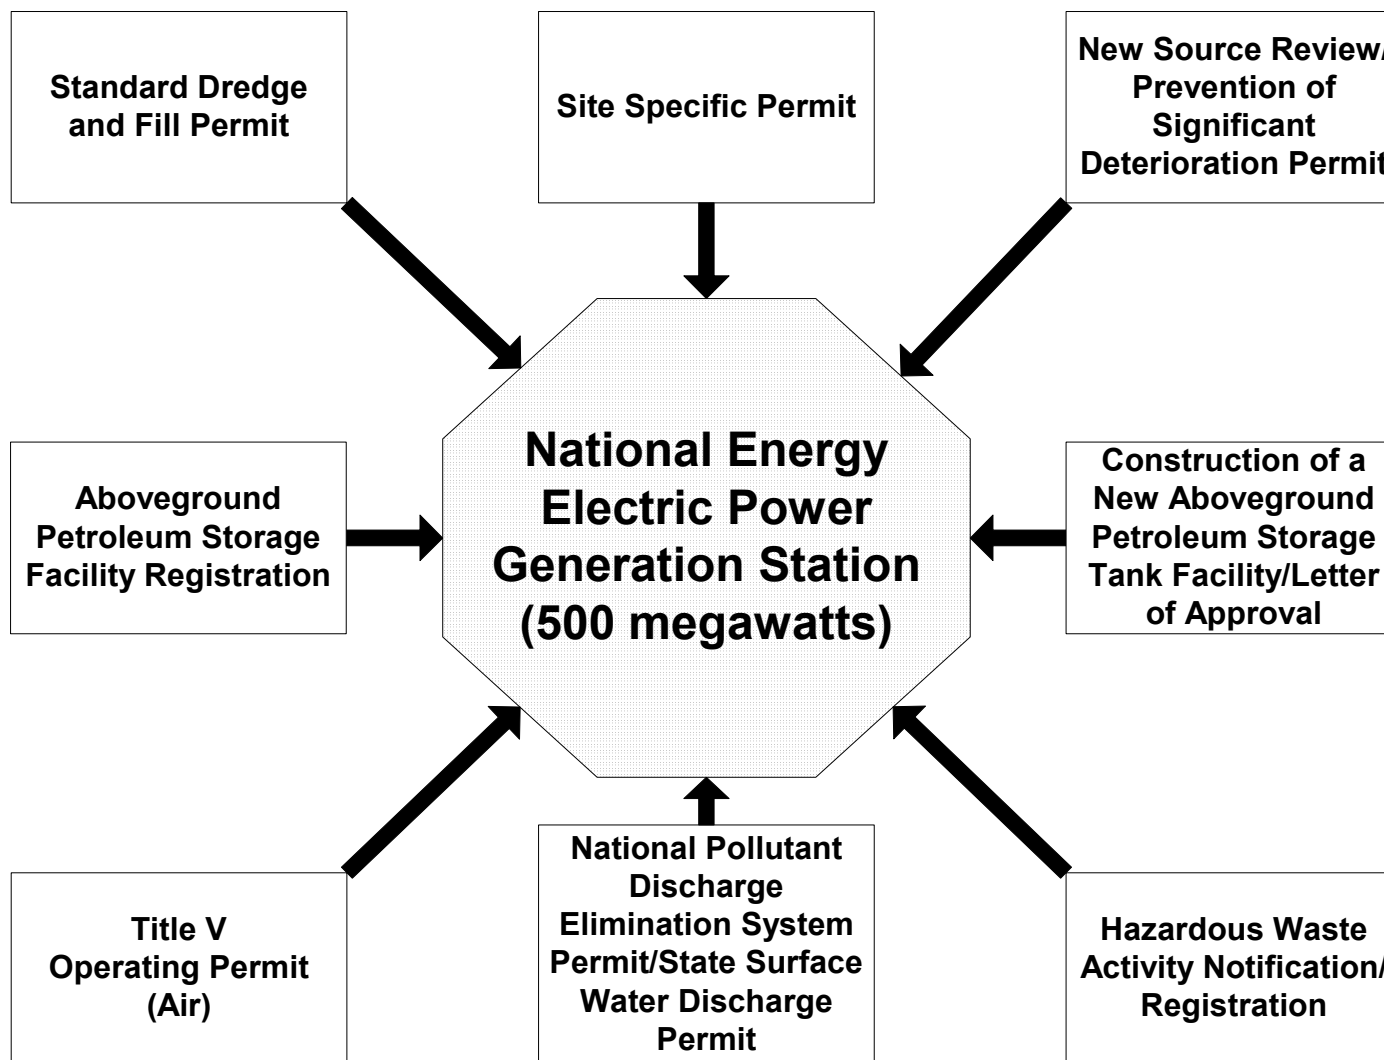 Standard Dredge
and Fill Permit
Site Specific Permit
New Source Review/
Prevention of
Significant
Deterioration Permit
Aboveground
Petroleum Storage
Facility Registration
National Energy
Electric Power
Generation Station
(500 megawatts)
Construction of a
New Aboveground
Petroleum Storage
Tank Facility/Letter
of Approval
Title V
Operating Permit
(Air)
National Pollutant
Discharge
Elimination System
Permit/State Surface
Water Discharge
Permit
Hazardous Waste
Activity Notification/
Registration